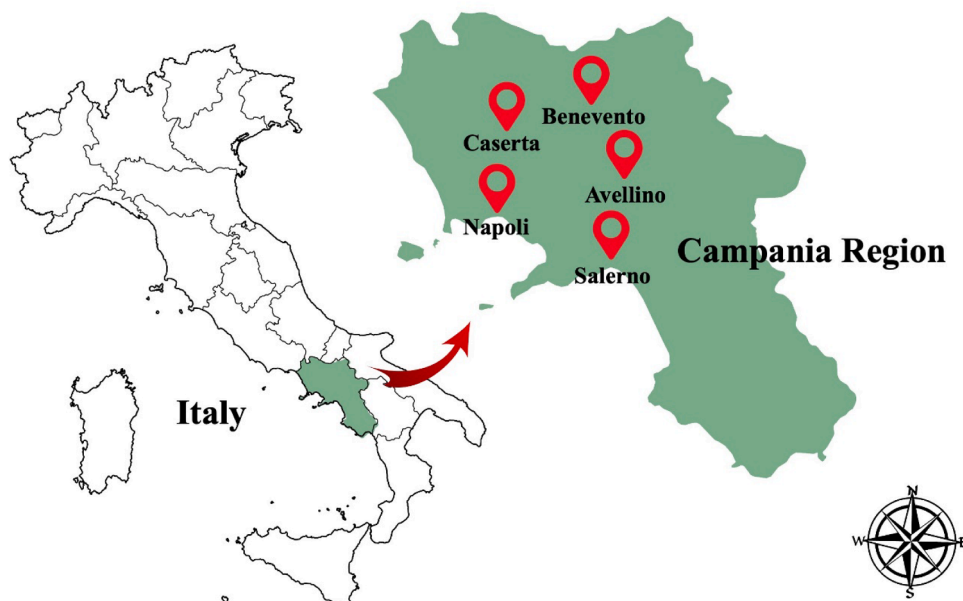 Benevento
Caserta
Avellino
Napoli
Salerno
Campania Region
Italy
N
W
E
S